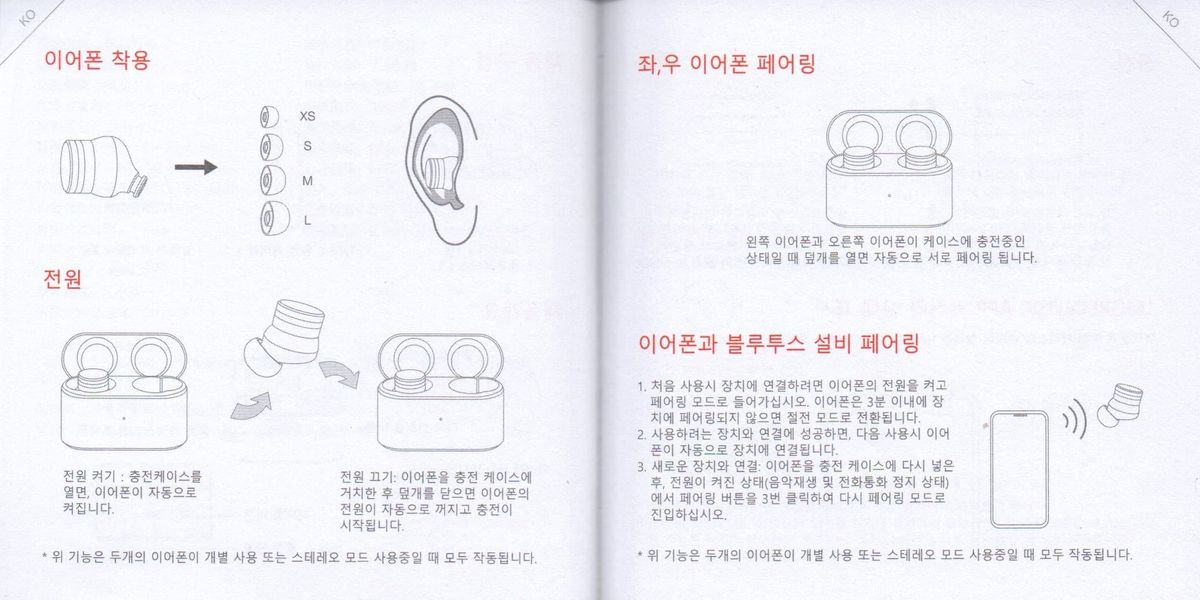 KO
이어폰 착용
XS
S
M
L
전원
전원 켜기 : 충전케이스를
열면, 이어폰이 자동으로
켜집니다.
전원 끄기: 이어폰을 충전 케이스에
거치한 후 덮개를 닫으면 이어폰의
전원이 자동으로 꺼지고 충전이
시작됩니다.
* 위 기능은 두개의 이어폰이 개별 사용 또는 스테레오 모드 사용중일 때 모두 작동됩니다.
KO
좌,우 이어폰 페어링
왼쪽 이어폰과 오른쪽 이어폰이 케이스에 충전중인
상태일 때 덮개를 열면 자동으로 서로 페어링 됩니다.
이어폰과 블루투스 설비 페어링
1. 처음 사용시 장치에 연결하려면 이어폰의 전원을 켜고
페어링 모드로 들어가십시오. 이어폰은 3분 이내에 장
치에 페어링되지 않으면 절전 모드로 전환됩니다.
2. 사용하려는 장치와 연결에 성공하면, 다음 사용시 이어
폰이 자동으로 장치에 연결됩니다.
3. 새로운 장치와 연결: 이어폰을 충전 케이스에 다시 넣은
후, 전원이 켜진 상태(음악재생 및 전화통화 정지 상태)
에서 페어링 버튼을 3번 클릭하여 다시 페어링 모드로
진입하십시오.
* 위 기능은 두개의 이어폰이 개별 사용 또는 스테레오 모드 사용중일 때 모두 작동됩니다.